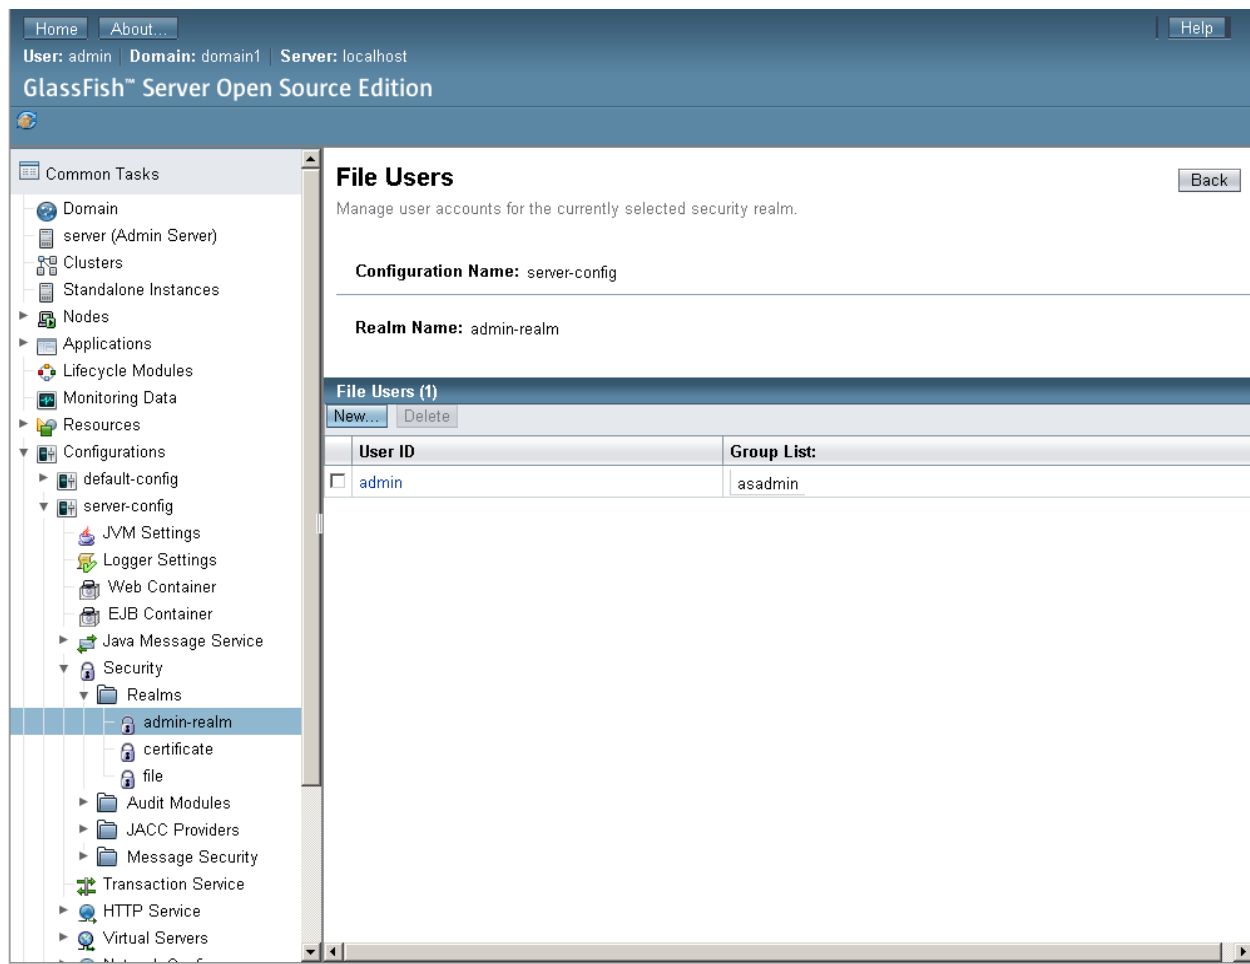 Home About... Help
User: admin | Domain: domain1 | Server: localhost
GlassFish™ Server Open Source Edition
Common Tasks
Domain
server (Admin Server)
Clusters
Standalone Instances
Nodes
Applications
Lifecycle Modules
Monitoring Data
Resources
Configurations
default-config
server-config
JVM Settings
Logger Settings
Web Container
EJB Container
Java Message Service
Security
Realms
admin-realm
certificate
file
Audit Modules
JACC Providers
Message Security
Transaction Service
HTTP Service
Virtual Servers
File Users
Back
Manage user accounts for the currently selected security realm.
Configuration Name: server-config
Realm Name: admin-realm
File Users (1)
New... Delete
User ID Group List:
admin asadmin